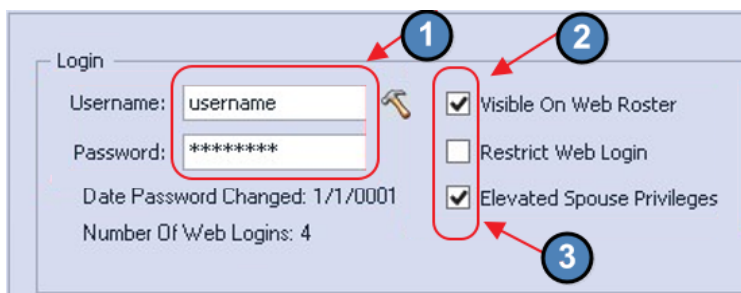 1
2
Login
Username: username
Visible On Web Roster
Password: ********
Restrict Web Login
Date Password Changed: 1/1/0001
Elevated Spouse Privileges
Number Of Web Logins: 4
3